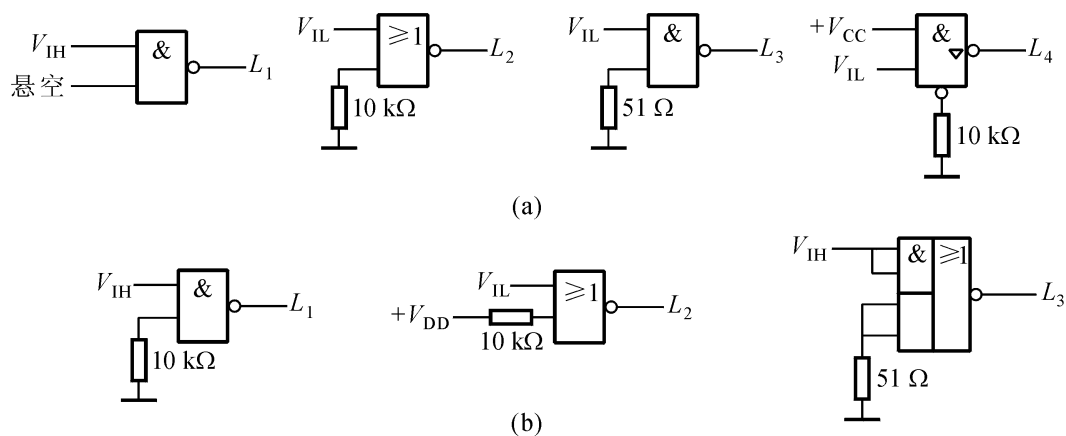 V_IH & L_1
悬空
V_IL ≥1 L_2
10 kΩ
V_IL & L_3
51 Ω
+V_CC & ▽ L_4
V_IL
10 kΩ
(a)
V_IH & L_1
10 kΩ
V_IL ≥1 L_2
+V_DD
10 kΩ
V_IH & ≥1 L_3
51 Ω
(b)